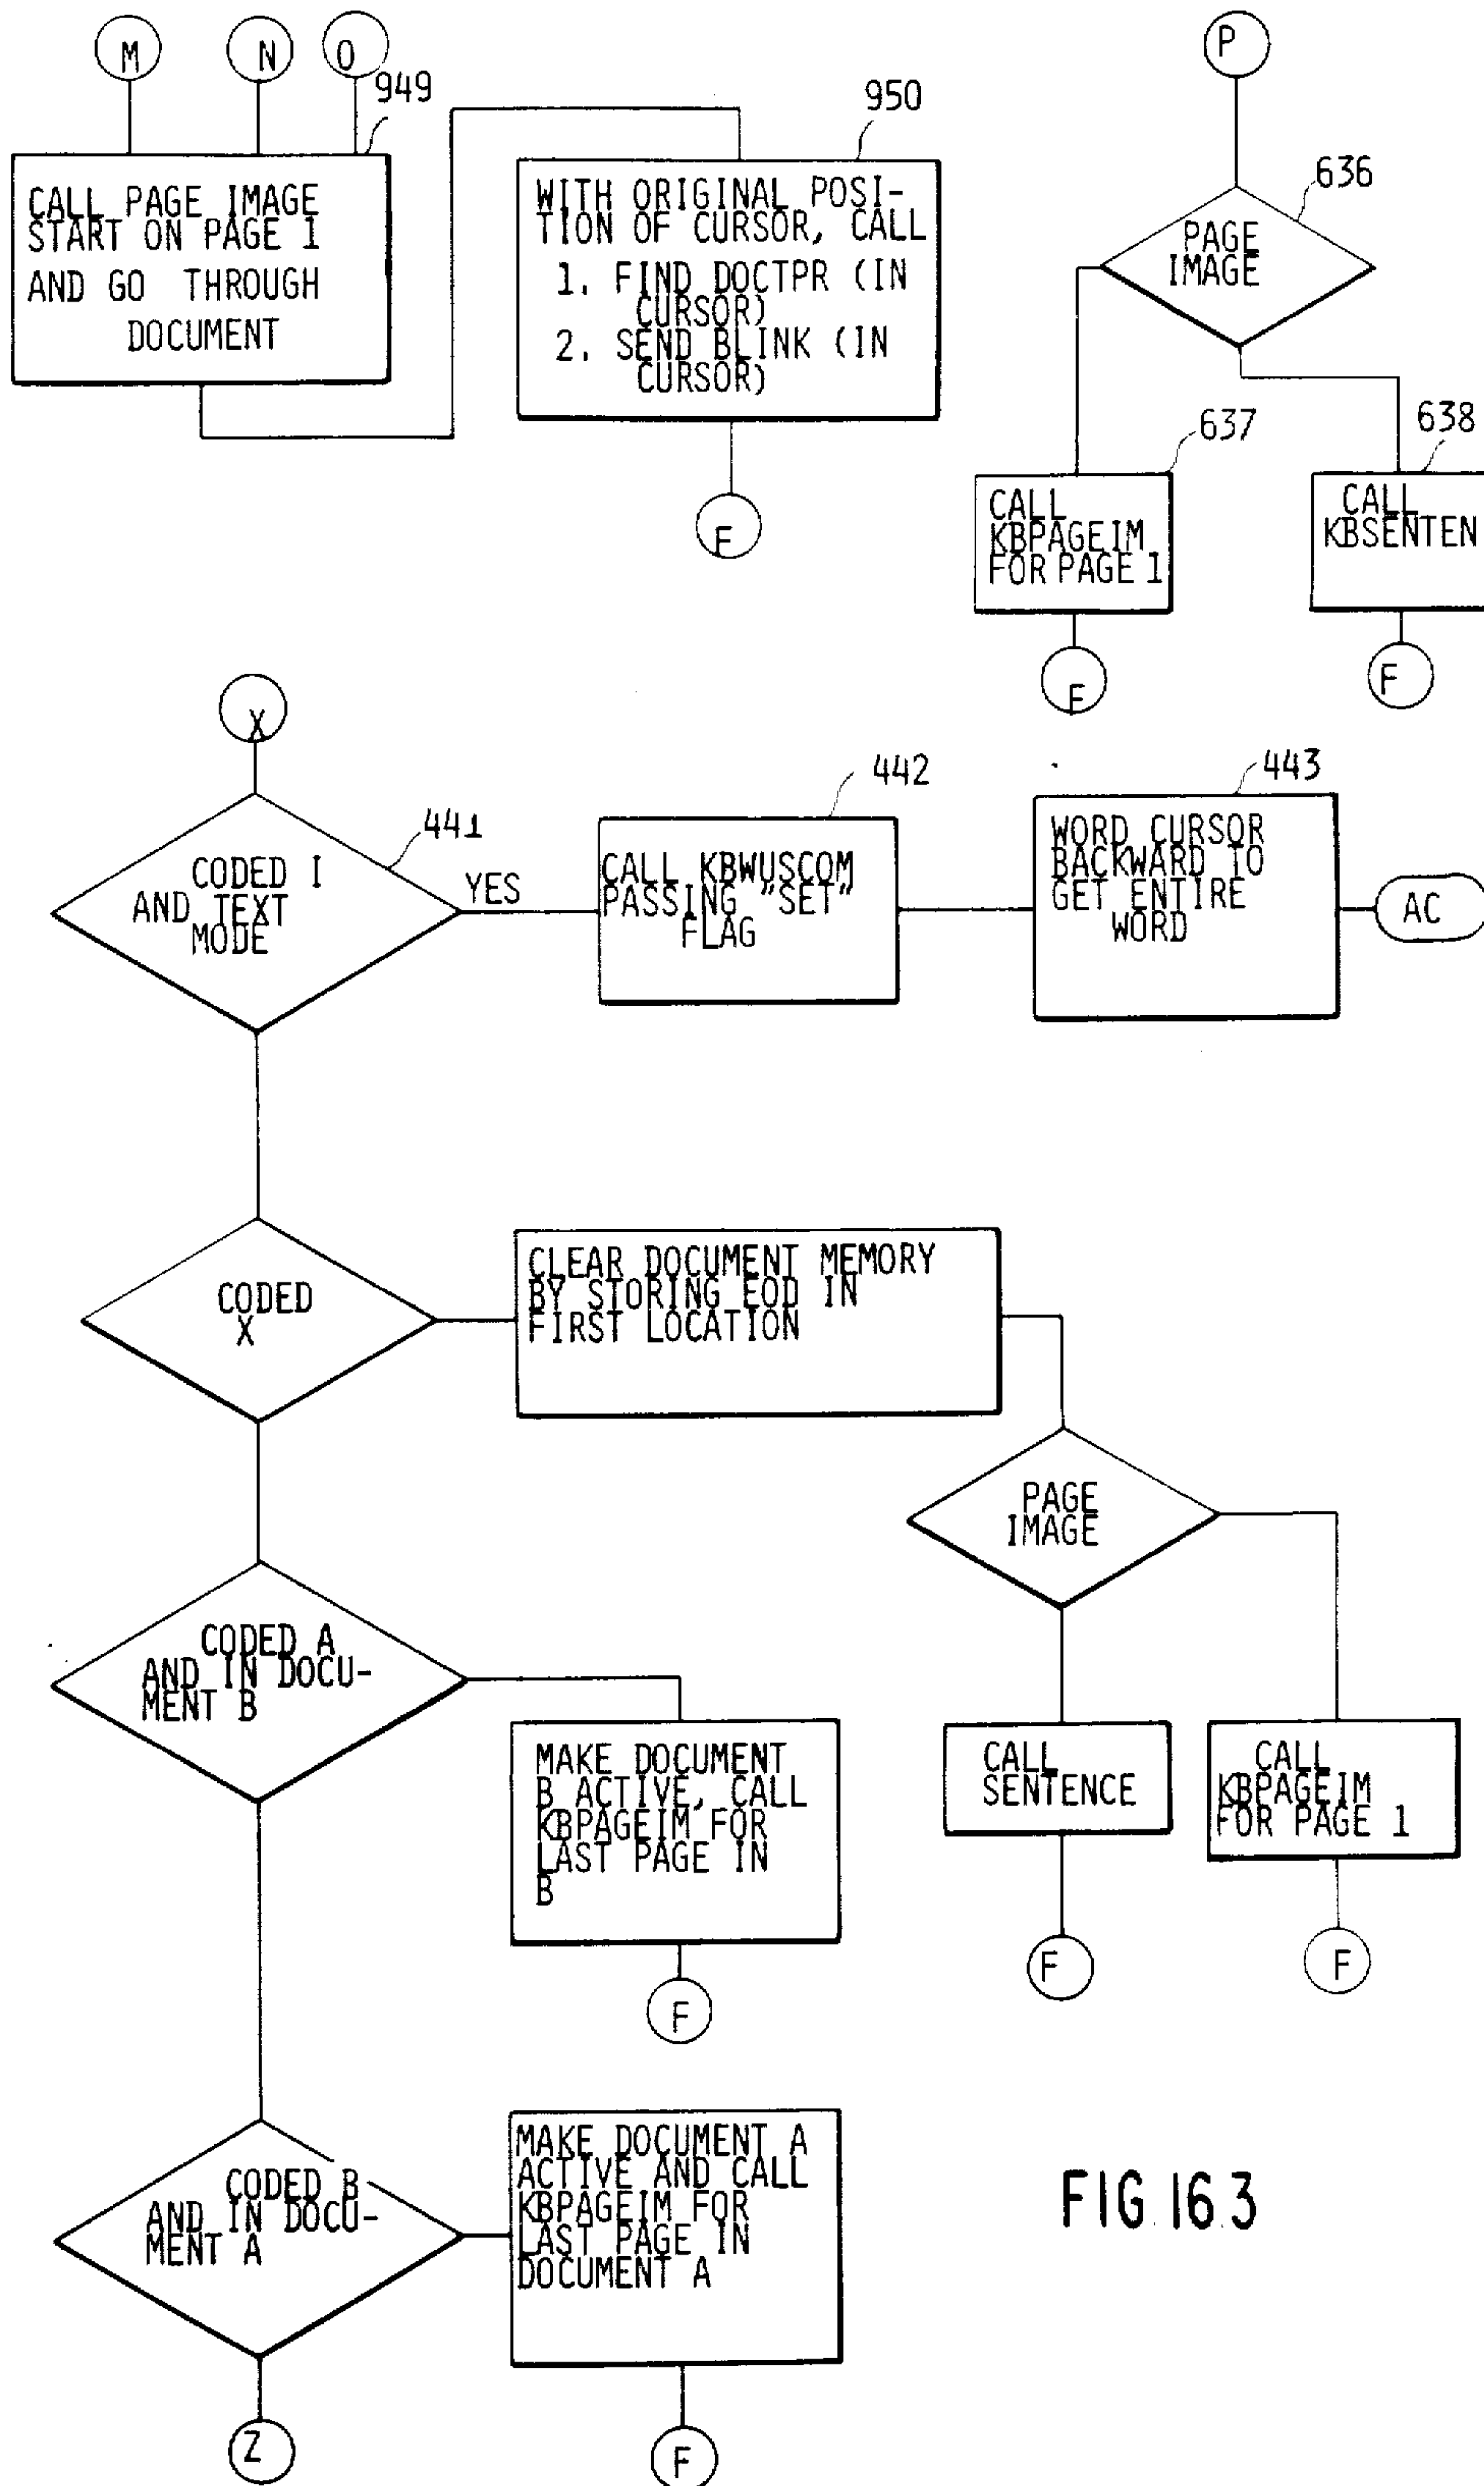 M
N
O
949
CALL PAGE IMAGE
START ON PAGE 1
AND GO THROUGH
DOCUMENT
950
WITH ORIGINAL POSI-
TION OF CURSOR, CALL
1. FIND DOCTPR (IN
CURSOR)
2. SEND BLINK (IN
CURSOR)
F
P
636
PAGE
IMAGE
637
CALL
KBPAGEIM
FOR PAGE 1
F
638
CALL
KBSENTEN
F
X
441
CODED I
AND TEXT
MODE
YES
442
CALL KBWUSCOM
PASSING "SET"
FLAG
443
WORD CURSOR
BACKWARD TO
GET ENTIRE
WORD
AC
CODED
X
CLEAR DOCUMENT MEMORY
BY STORING EOD IN
FIRST LOCATION
PAGE
IMAGE
CALL
SENTENCE
F
CALL
KBPAGEIM
FOR PAGE 1
F
CODED A
AND IN DOCU-
MENT B
MAKE DOCUMENT
B ACTIVE, CALL
KBPAGEIM FOR
LAST PAGE IN
B
F
CODED B
AND IN DOCU-
MENT A
MAKE DOCUMENT A
ACTIVE AND CALL
KBPAGEIM FOR
LAST PAGE IN
DOCUMENT A
F
Z
FIG. 16.3